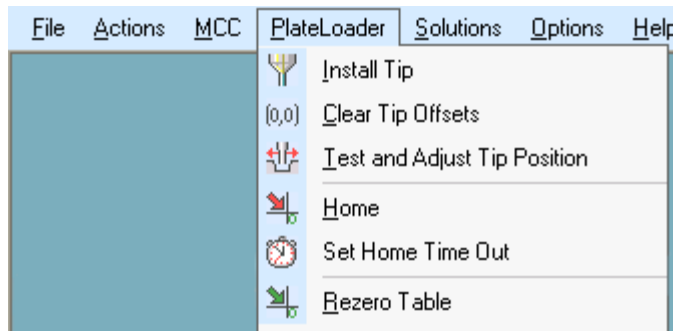 File Actions MCC PlateLoader Solutions Options Help
Install Tip
(0,0) Clear Tip Offsets
Test and Adjust Tip Position
Home
Set Home Time Out
Rezero Table